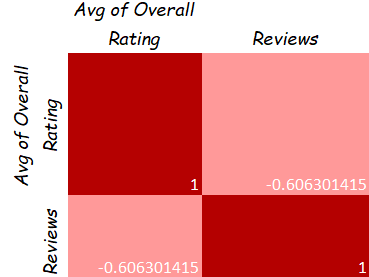 Avg of Overall
Rating
Reviews
Avg of Overall
Rating
1
-0.606301415
Reviews
-0.606301415
1